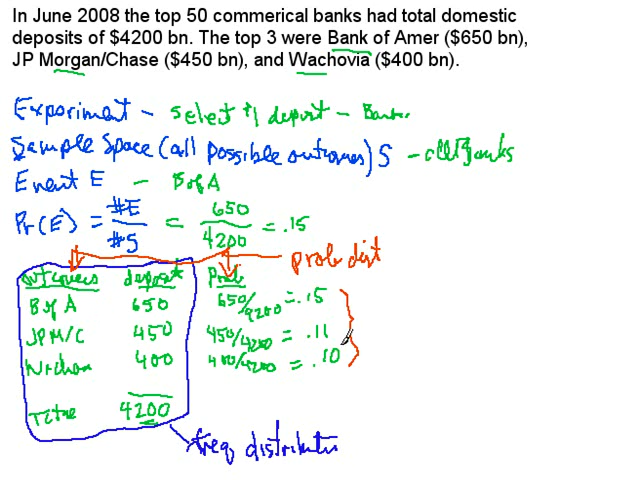 In June 2008 the top 50 commerical banks had total domestic
deposits of $4200 bn. The top 3 were Bank of Amer ($650 bn),
JP Morgan/Chase ($450 bn), and Wachovia ($400 bn).
Experiment - select $1 deposit - Bank
Sample Space (all possible outcomes) S - all Banks
Event E - B of A
Pr(E) = #E / #S = 650 / 4200 = .15
prob dist
outcomes deposit Prob
B of A 650 650/4200 = .15
JPM/C 450 450/4200 = .11
Wachov 400 400/4200 = .10
Total 4200
freq distribution